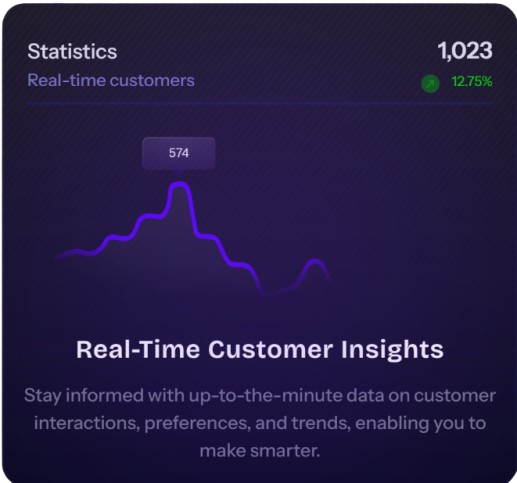 Statistics
1,023
Real-time customers
12.75%
574
Real-Time Customer Insights
Stay informed with up-to-the-minute data on customer
interactions, preferences, and trends, enabling you to
make smarter.